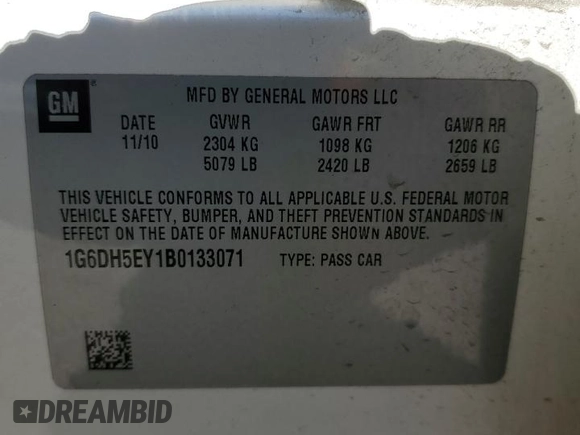 GM
MFD BY GENERAL MOTORS LLC
DATE GVWR GAWR FRT GAWR RR
11/10 2304 KG 1098 KG 1206 KG
5079 LB 2420 LB 2659 LB
THIS VEHICLE CONFORMS TO ALL APPLICABLE U.S. FEDERAL MOTOR
VEHICLE SAFETY, BUMPER, AND THEFT PREVENTION STANDARDS IN
EFFECT ON THE DATE OF MANUFACTURE SHOWN ABOVE.
1G6DH5EY1B0133071 TYPE: PASS CAR
DREAMBID